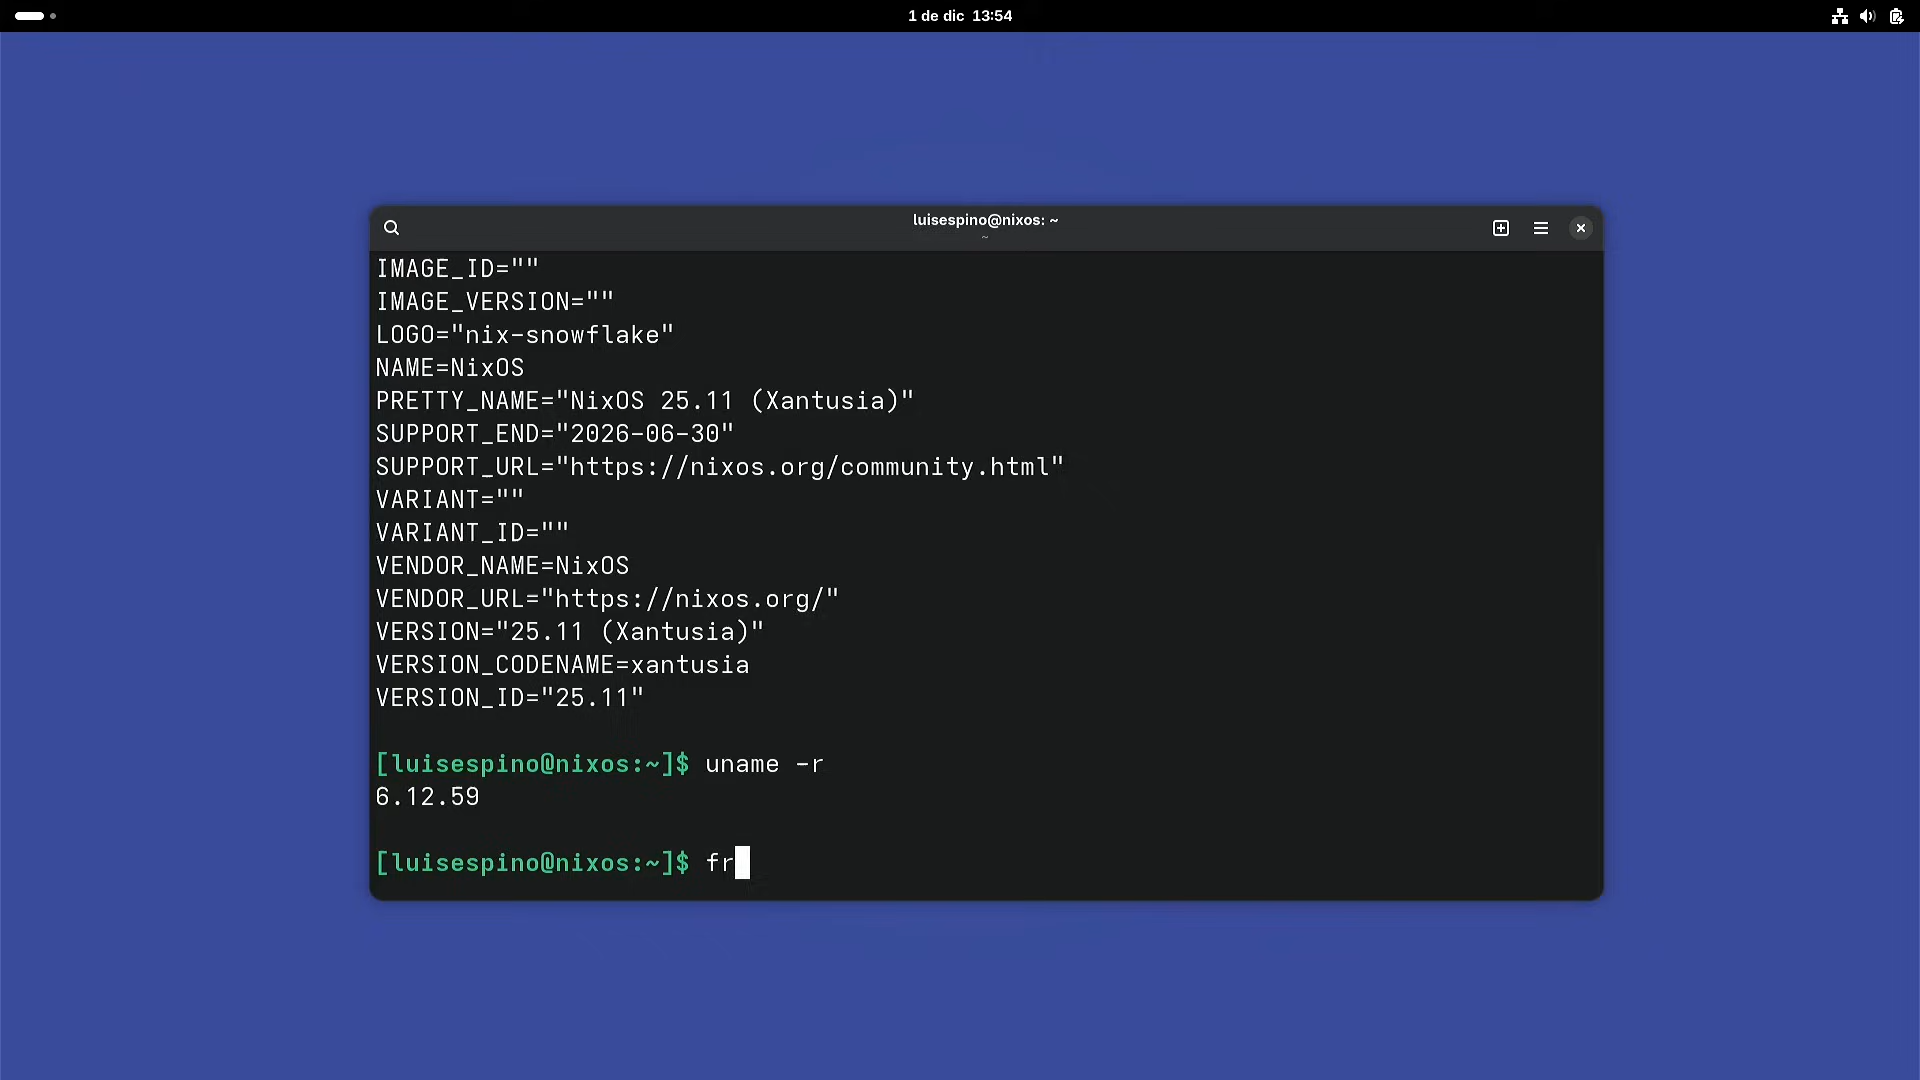 1 de dic 13:54
luisespino@nixos: ~
~
IMAGE_ID=""
IMAGE_VERSION=""
LOGO="nix-snowflake"
NAME=NixOS
PRETTY_NAME="NixOS 25.11 (Xantusia)"
SUPPORT_END="2026-06-30"
SUPPORT_URL="https://nixos.org/community.html"
VARIANT=""
VARIANT_ID=""
VENDOR_NAME=NixOS
VENDOR_URL="https://nixos.org/"
VERSION="25.11 (Xantusia)"
VERSION_CODENAME=xantusia
VERSION_ID="25.11"
[luisespino@nixos:~]$ uname -r
6.12.59
[luisespino@nixos:~]$ fr